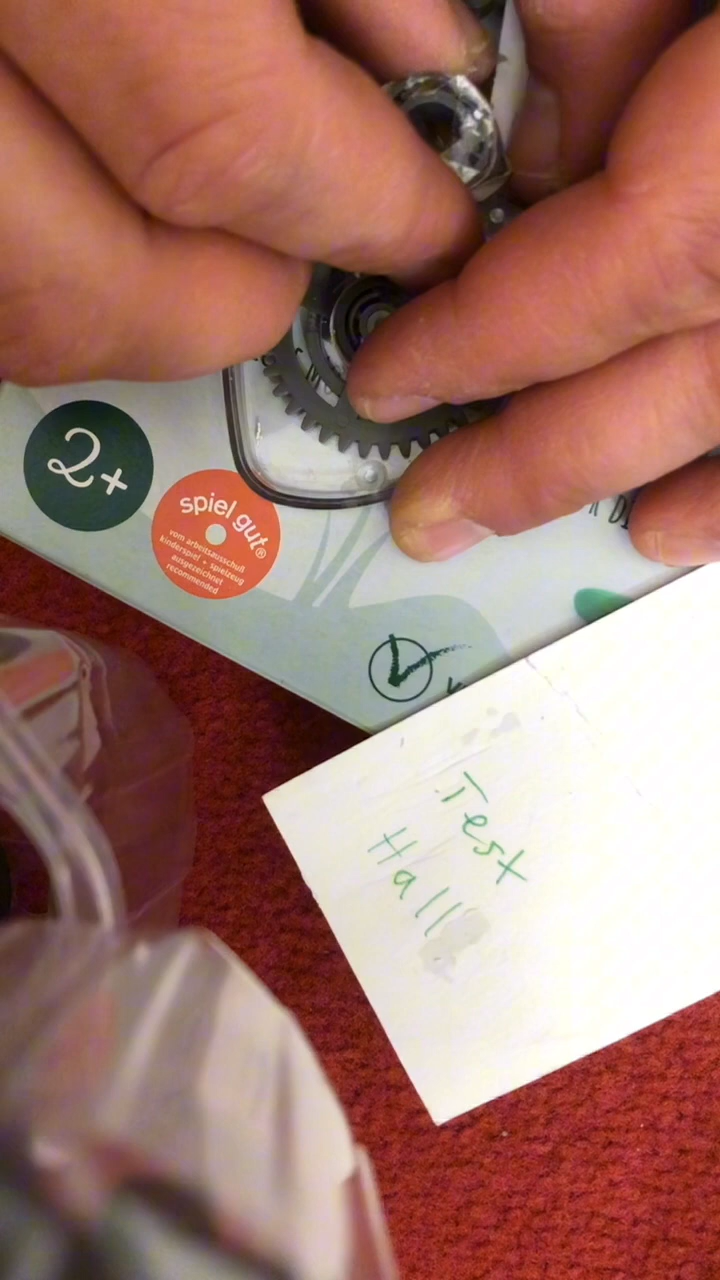 2+
spiel gut®
vom arbeitsausschuß
kinderspiel + spielzeug
ausgezeichnet
recommended
Test
Hall